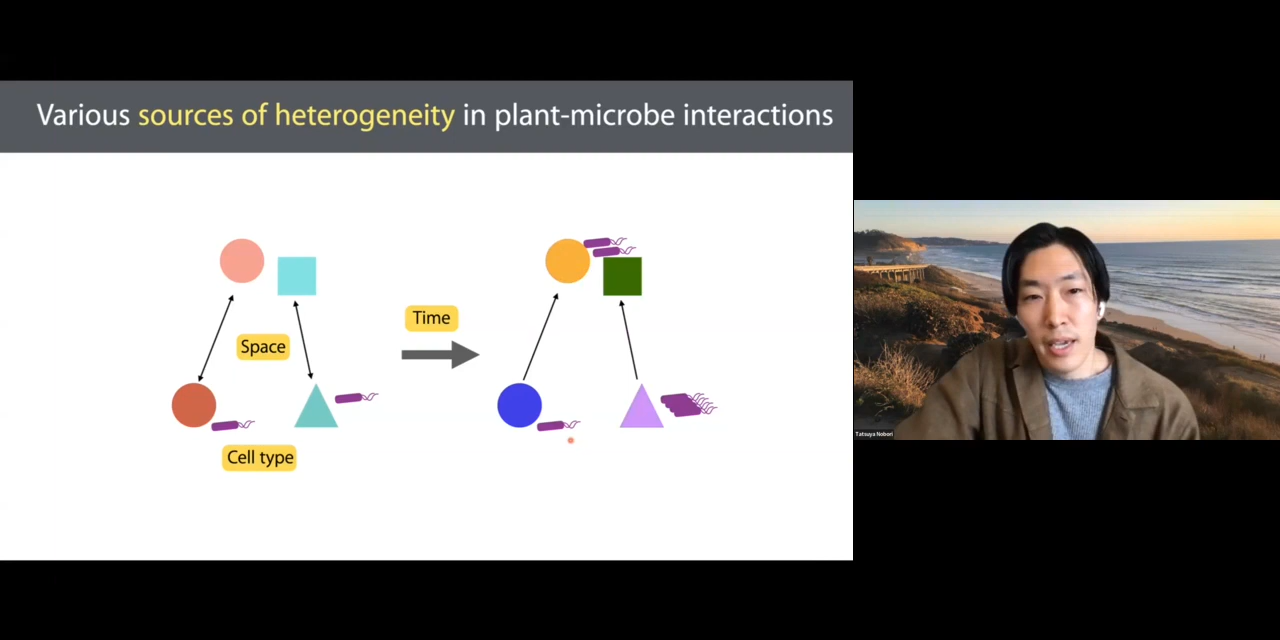 Various sources of heterogeneity in plant-microbe interactions
Time
Space
Cell type
Tatsuya Nobori